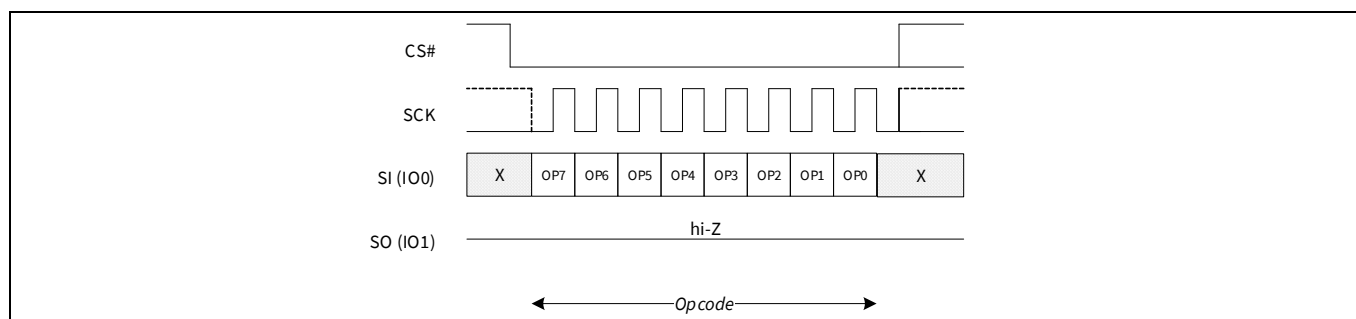 CS#
SCK
SI (IO0) X OP7 OP6 OP5 OP4 OP3 OP2 OP1 OP0 X
hi-Z
SO (IO1)
Opcode